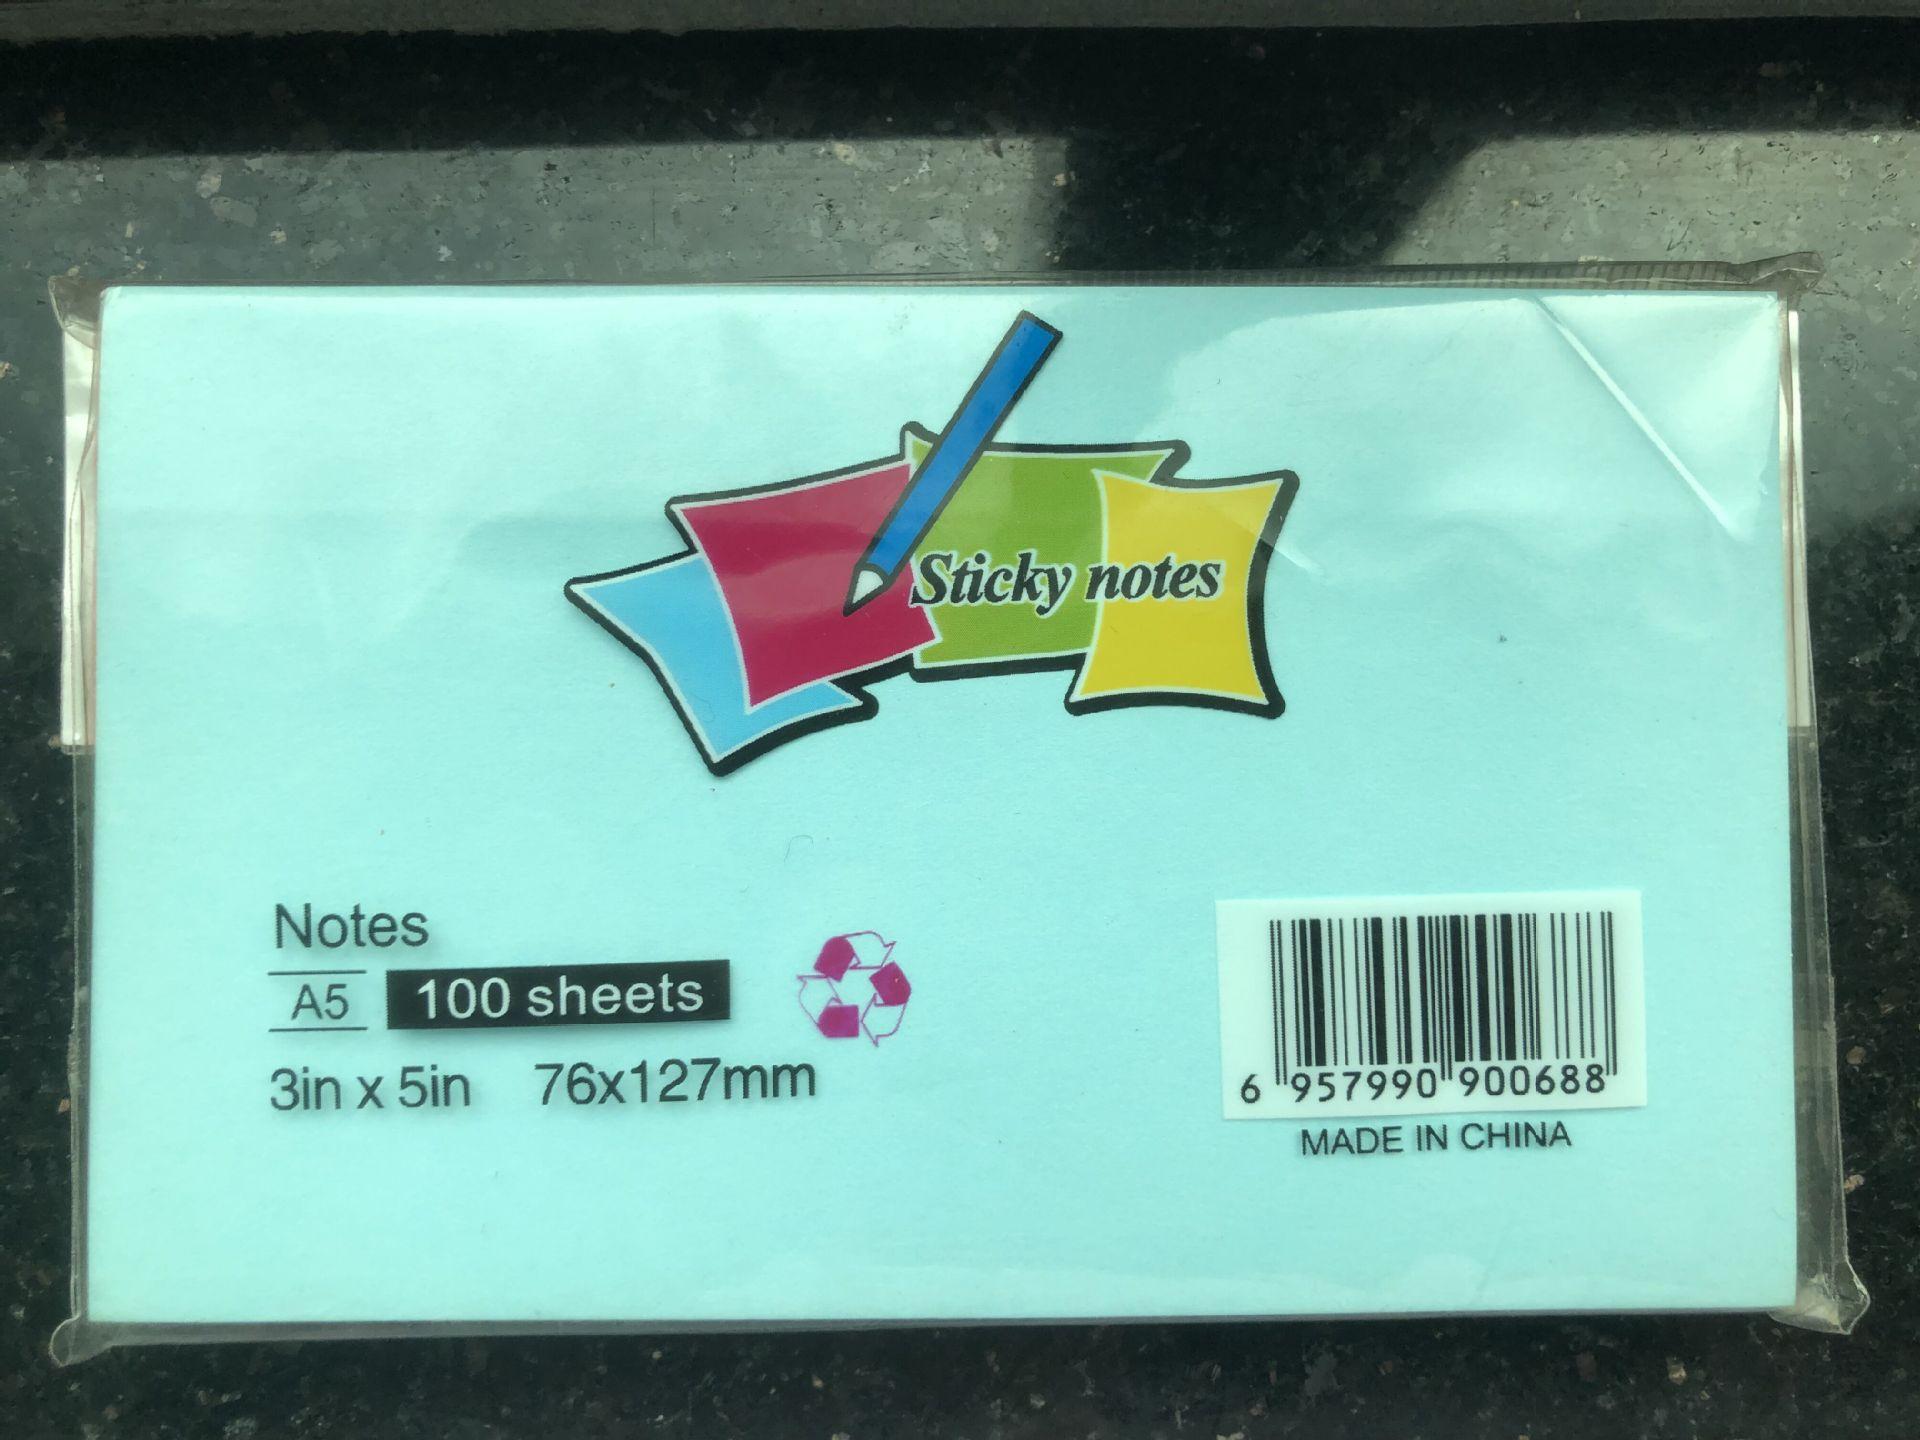 Sticky notes
Notes
A5 100 sheets
3in x 5in 76x127mm
6 957990 900688
MADE IN CHINA